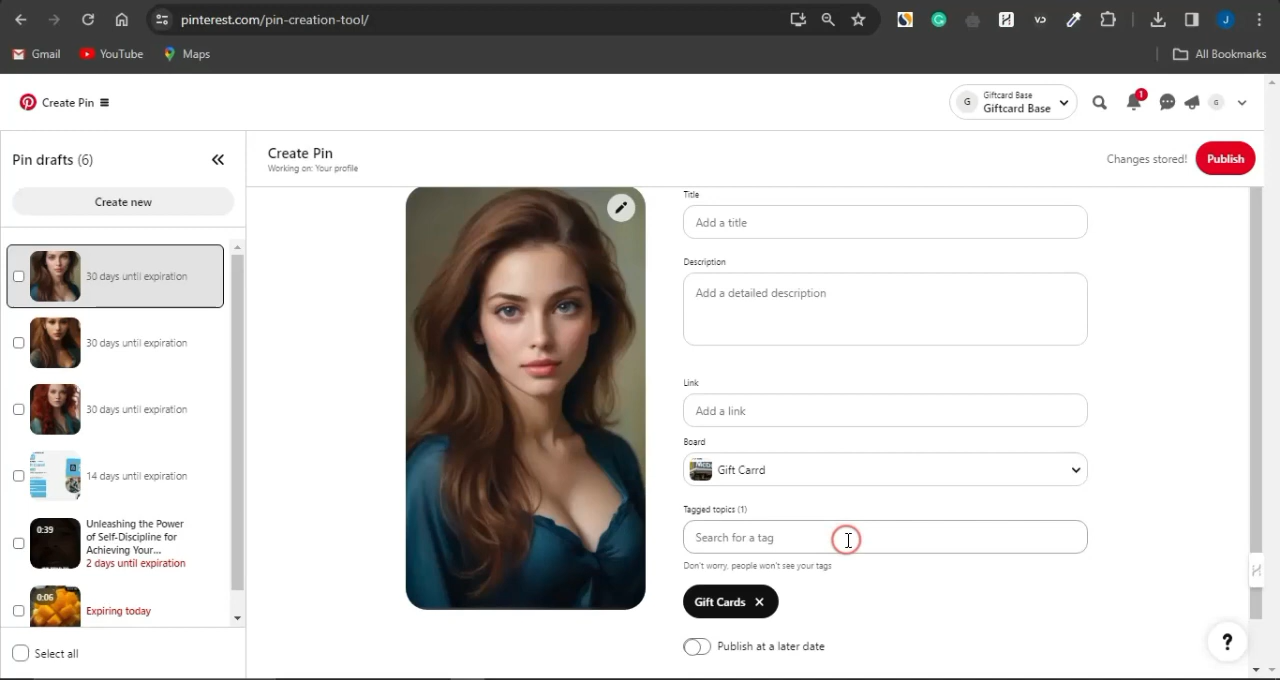 pinterest.com/pin-creation-tool/
J
Gmail
YouTube
Maps
All Bookmarks
Create Pin
G
Giftcard Base
Giftcard Base
1
G
Pin drafts (6)
Create new
30 days until expiration
30 days until expiration
30 days until expiration
14 days until expiration
0:39
Unleashing the Power
of Self-Discipline for
Achieving Your...
2 days until expiration
0:06
Expiring today
Select all
Create Pin
Working on: Your profile
Changes stored!
Publish
Title
Add a title
Description
Add a detailed description
Link
Add a link
Board
Gift Carrd
Tagged topics (1)
Search for a tag
Don't worry, people won't see your tags
Gift Cards
Publish at a later date
?